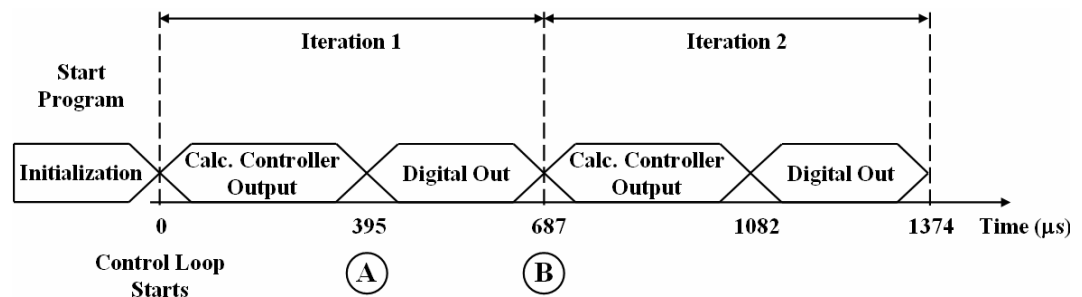 Iteration 1
Iteration 2
Start
Program
Initialization
Calc. Controller
Output
Digital Out
Calc. Controller
Output
Digital Out
0
395
687
1082
1374
Time (μs)
Control Loop
Starts
A
B